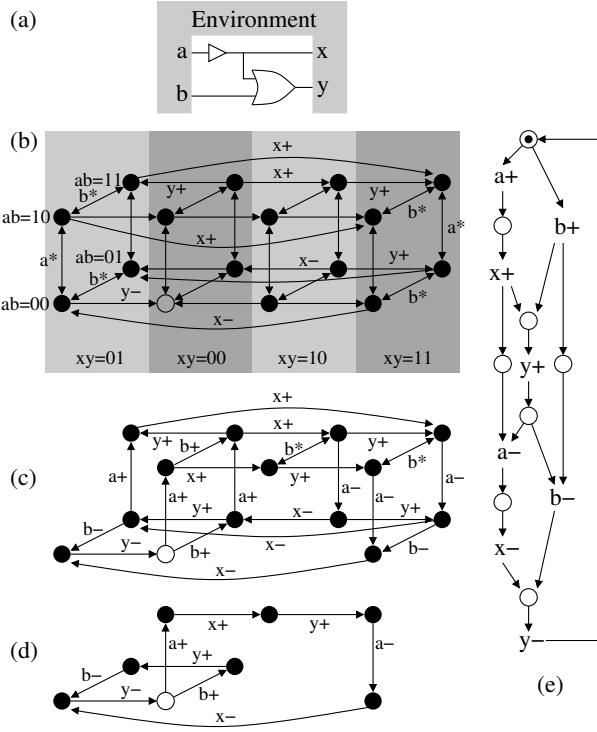 (a)
Environment
a
x
b
y
(b)
x+
ab=11
b*
y+
x+
y+
ab=10
x+
b*
a*
a*
ab=01
b*
x−
y+
ab=00
y−
b*
x−
xy=01
xy=00
xy=10
xy=11
(c)
x+
y+
b+
x+
b*
y+
x+
y+
b*
a+
a+
a+
a−
a−
a−
b−
y+
x−
y+
x−
y−
b+
b−
x−
(d)
x+
y+
a+
a−
b−
y+
y−
b+
x−
a+
b+
x+
y+
a−
b−
x−
y−
(e)